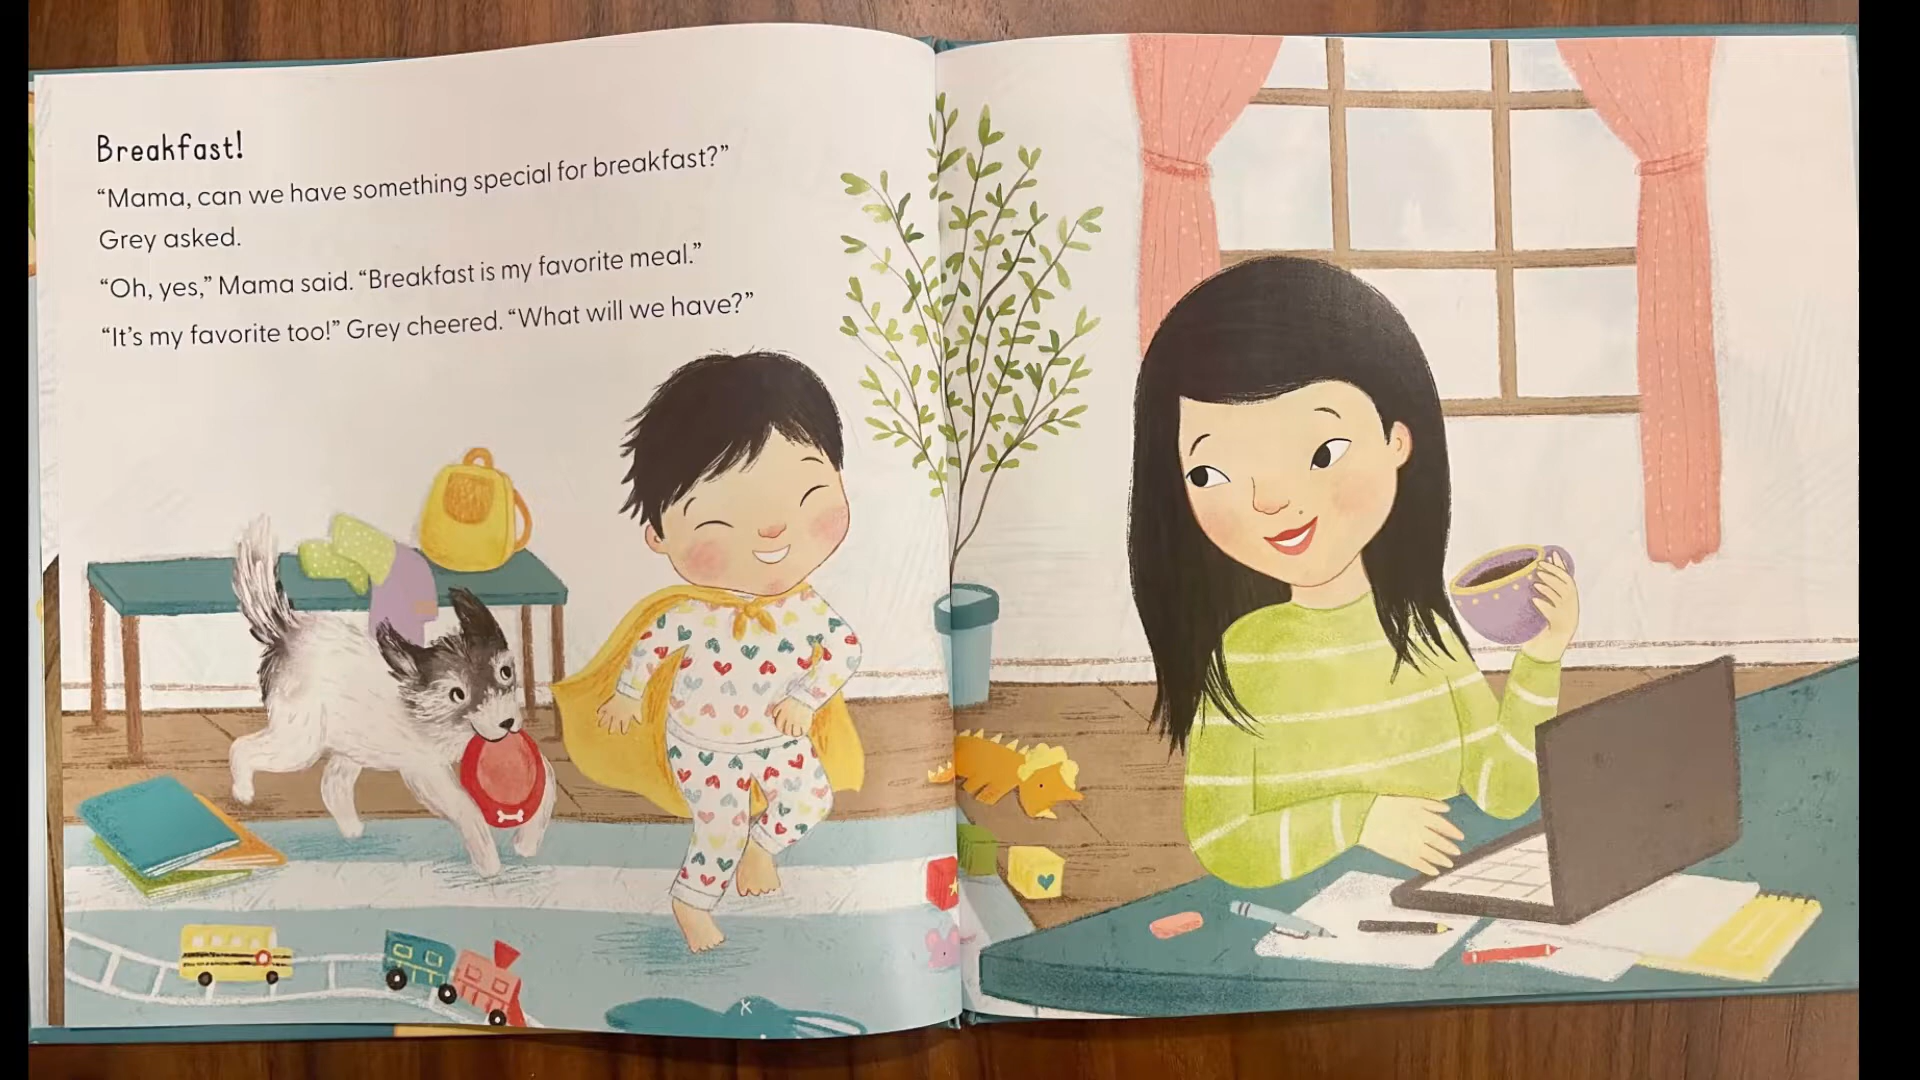 Breakfast!
“Mama, can we have something special for breakfast?”
Grey asked.
“Oh, yes,” Mama said. “Breakfast is my favorite meal.”
“It’s my favorite too!” Grey cheered. “What will we have?”